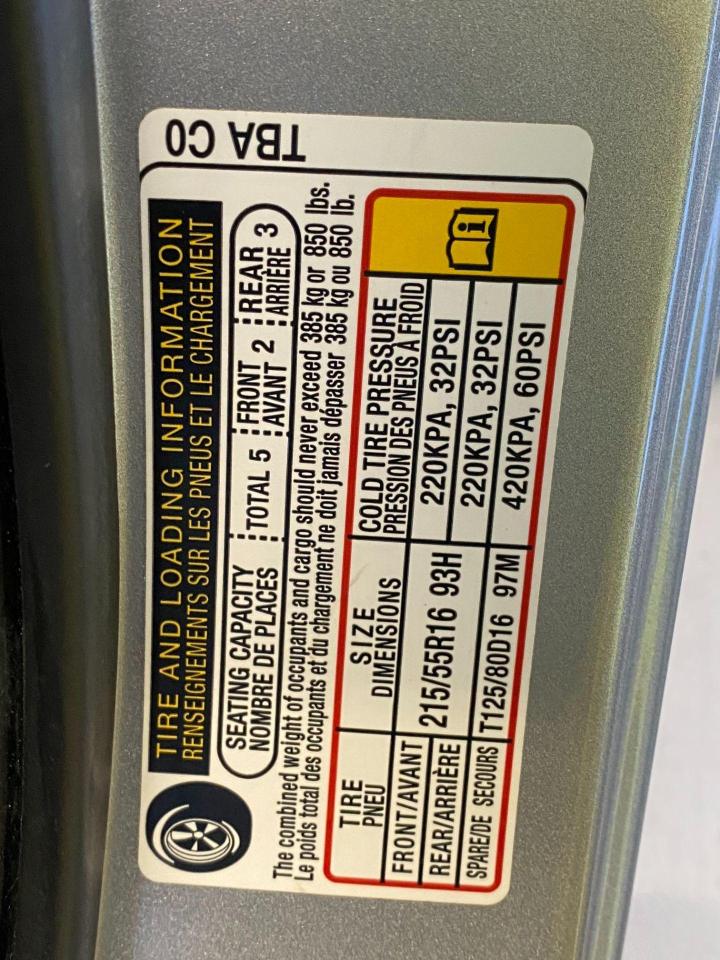 TBA C0
TIRE AND LOADING INFORMATION
RENSEIGNEMENTS SUR LES PNEUS ET LE CHARGEMENT
SEATING CAPACITY TOTAL 5 FRONT 2 REAR 3
NOMBRE DE PLACES AVANT ARRIÈRE
The combined weight of occupants and cargo should never exceed 385 kg or 850 lbs.
Le poids total des occupants et du chargement ne doit jamais dépasser 385 kg ou 850 lb.
TIRE SIZE COLD TIRE PRESSURE
PNEU DIMENSIONS PRESSION DES PNEUS À FROID
FRONT/AVANT 215/55R16 93H 220KPA, 32PSI
REAR/ARRIÈRE 220KPA, 32PSI
SPARE/DE SECOURS T125/80D16 97M 420KPA, 60PSI